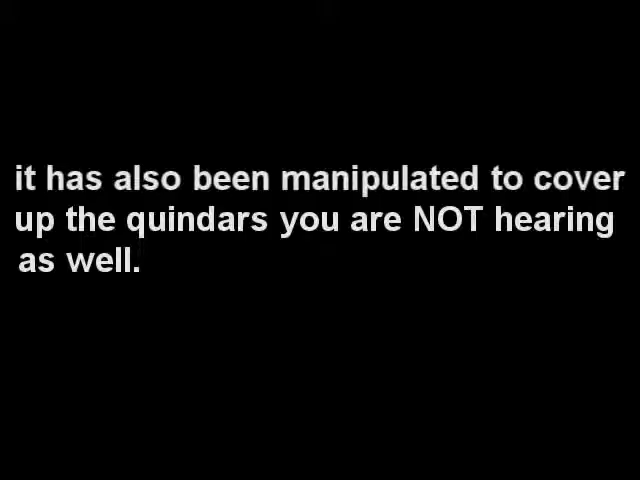 it has also been manipulated to cover
up the quindars you are NOT hearing
as well.